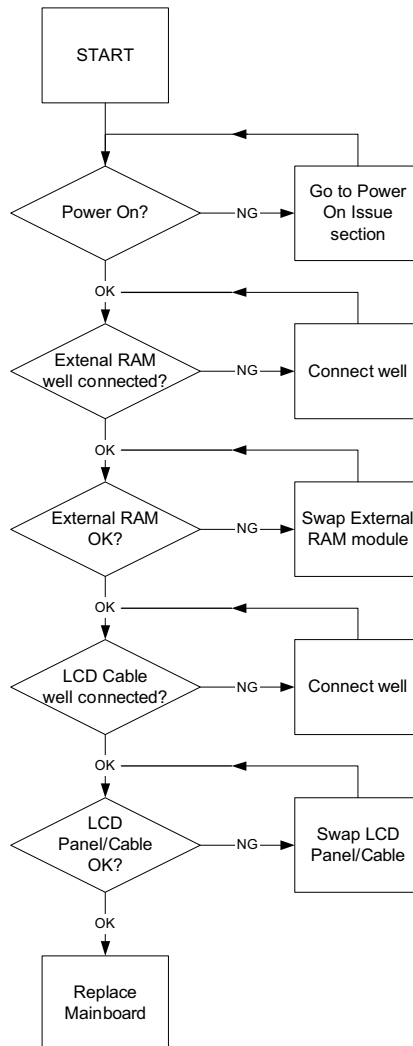 START
Power On?
NG
Go to Power
On Issue
section
OK
Extenal RAM
well connected?
NG
Connect well
OK
External RAM
OK?
NG
Swap External
RAM module
OK
LCD Cable
well connected?
NG
Connect well
OK
LCD
Panel/Cable
OK?
NG
Swap LCD
Panel/Cable
OK
Replace
Mainboard